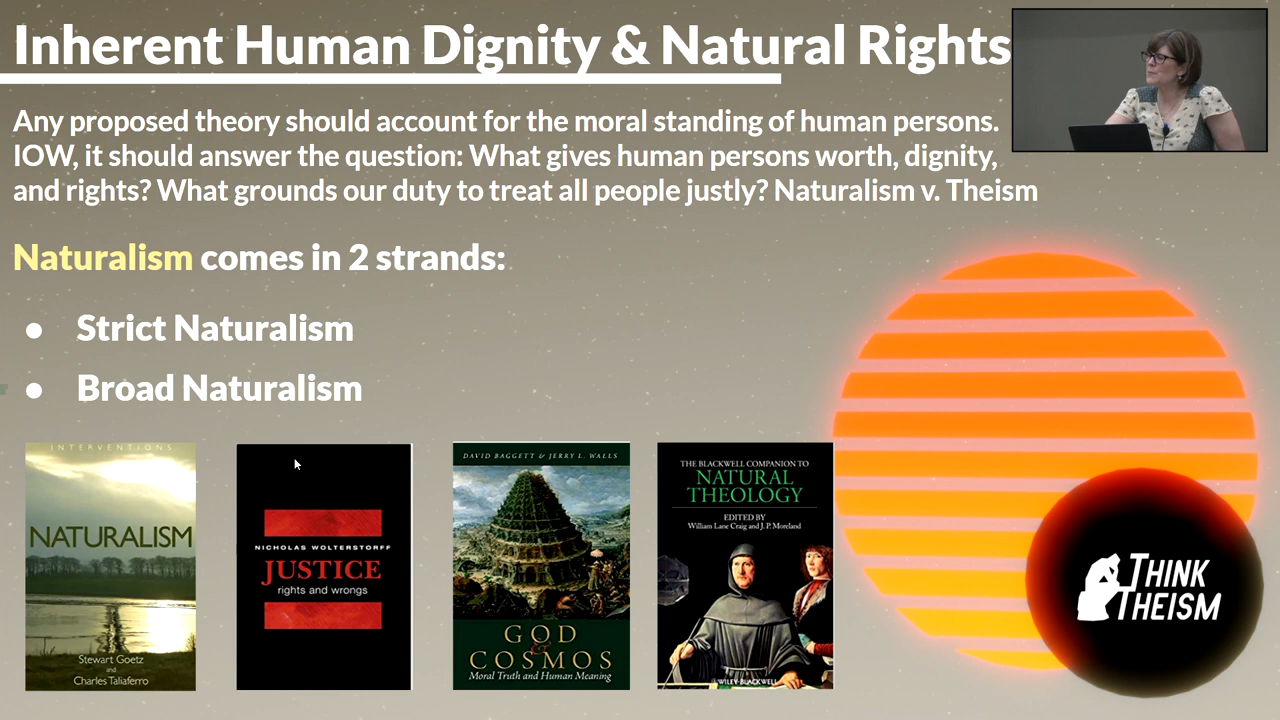 Inherent Human Dignity & Natural Rights
Any proposed theory should account for the moral standing of human persons.
IOW, it should answer the question: What gives human persons worth, dignity,
and rights? What grounds our duty to treat all people justly? Naturalism v. Theism
Naturalism comes in 2 strands:
● Strict Naturalism
● Broad Naturalism
INTERVENTIONS
NATURALISM
Stewart Goetz
and
Charles Taliaferro
NICHOLAS WOLTERSTORFF
JUSTICE
rights and wrongs
DAVID BAGGETT & JERRY L. WALLS
GOD
&
COSMOS
Moral Truth and Human Meaning
THE BLACKWELL COMPANION TO
NATURAL
THEOLOGY
EDITED BY
William Lane Craig and J. P. Moreland
WILEY-BLACKWELL
THINK
THEISM